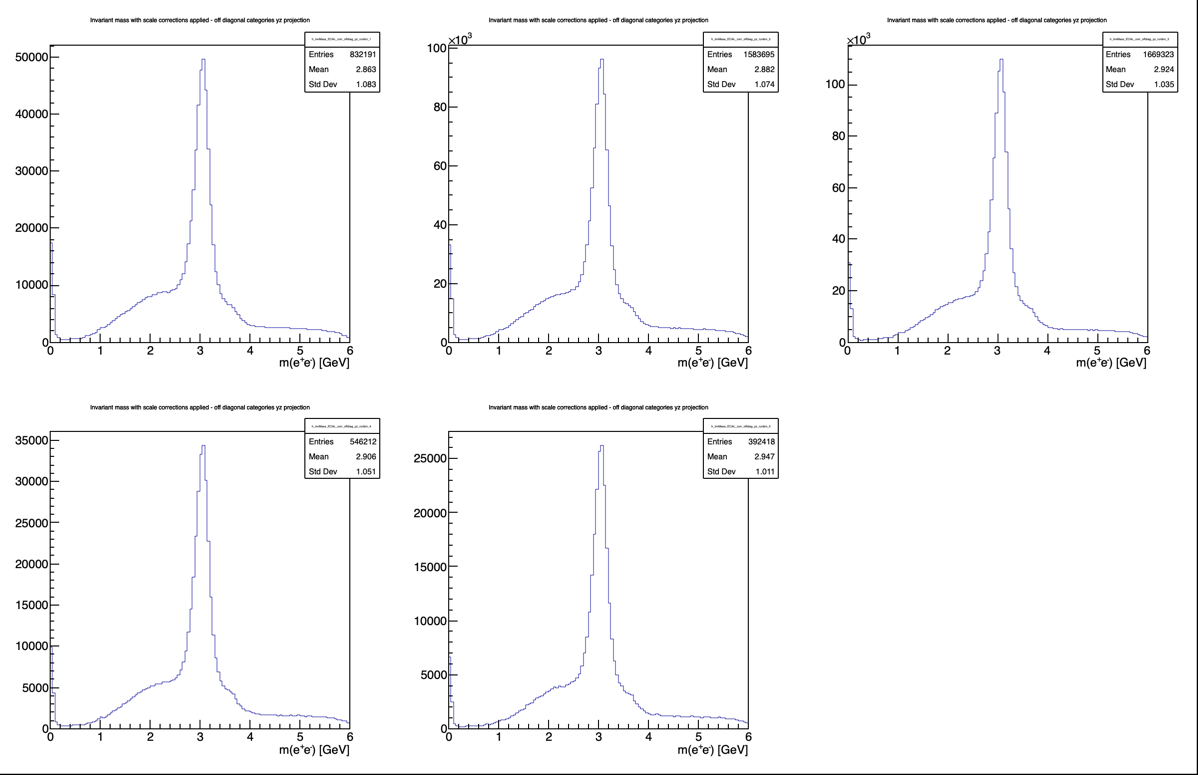 Invariant mass with scale corrections applied - off diagonal categories yz projection
Entries 832191
Mean 2.863
Std Dev 1.083
50000
40000
30000
20000
10000
0
0 1 2 3 4 5 6
m(e⁺e⁻) [GeV]
Invariant mass with scale corrections applied - off diagonal categories yz projection
×10³
Entries 1583695
Mean 2.882
Std Dev 1.074
100
80
60
40
20
0
0 1 2 3 4 5 6
m(e⁺e⁻) [GeV]
Invariant mass with scale corrections applied - off diagonal categories yz projection
×10³
Entries 1669323
Mean 2.924
Std Dev 1.035
100
80
60
40
20
0
0 1 2 3 4 5 6
m(e⁺e⁻) [GeV]
Invariant mass with scale corrections applied - off diagonal categories yz projection
Entries 546212
Mean 2.906
Std Dev 1.051
35000
30000
25000
20000
15000
10000
5000
0
0 1 2 3 4 5 6
m(e⁺e⁻) [GeV]
Invariant mass with scale corrections applied - off diagonal categories yz projection
Entries 392418
Mean 2.947
Std Dev 1.011
25000
20000
15000
10000
5000
0
0 1 2 3 4 5 6
m(e⁺e⁻) [GeV]